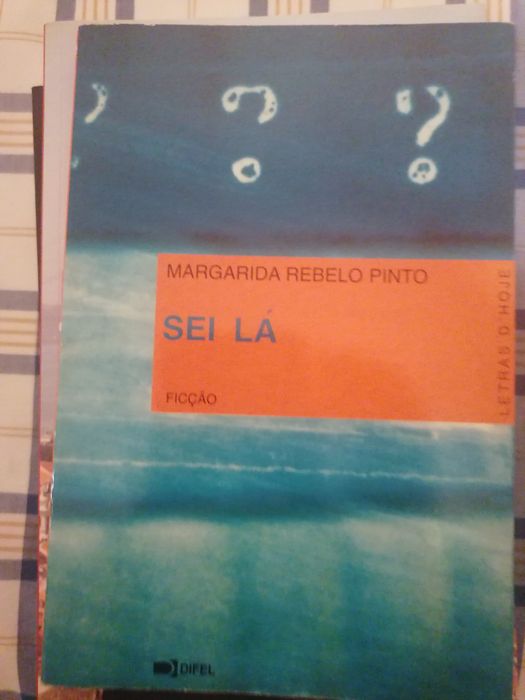 ? ? ?
MARGARIDA REBELO PINTO
SEI LÁ
FICÇÃO
LETRAS D HOJE
DIFEL